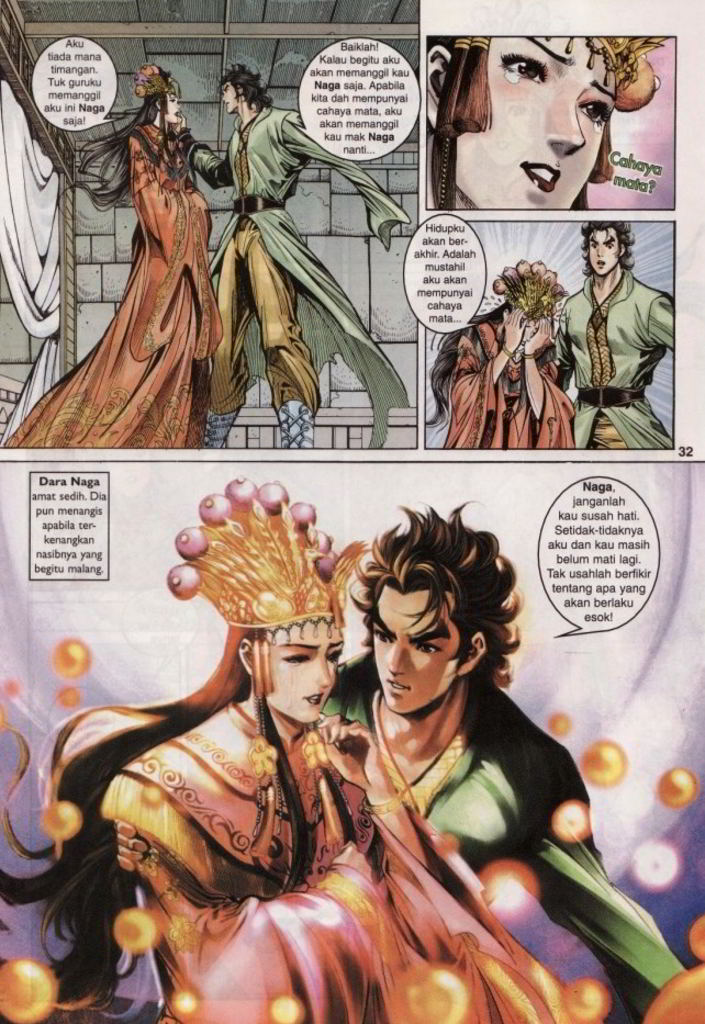 Aku
tiada mana
timangan.
Tuk guruku
memanggil
aku ini Naga
saja!
Baiklah!
Kalau begitu aku
akan memanggil kau
Naga saja. Apabila
kita dah mempunyai
cahaya mata, aku
akan memanggil
kau mak Naga
nanti...
Cahaya
mata?
Hidupku
akan ber-
akhir. Adalah
mustahil
aku akan
mempunyai
cahaya
mata...
32
Dara Naga
amat sedih. Dia
pun menangis
apabila ter-
kenangkan
nasibnya yang
begitu malang.
Naga,
janganlah
kau susah hati.
Setidak-tidaknya
aku dan kau masih
belum mati lagi.
Tak usahlah berfikir
tentang apa yang
akan berlaku
esok!